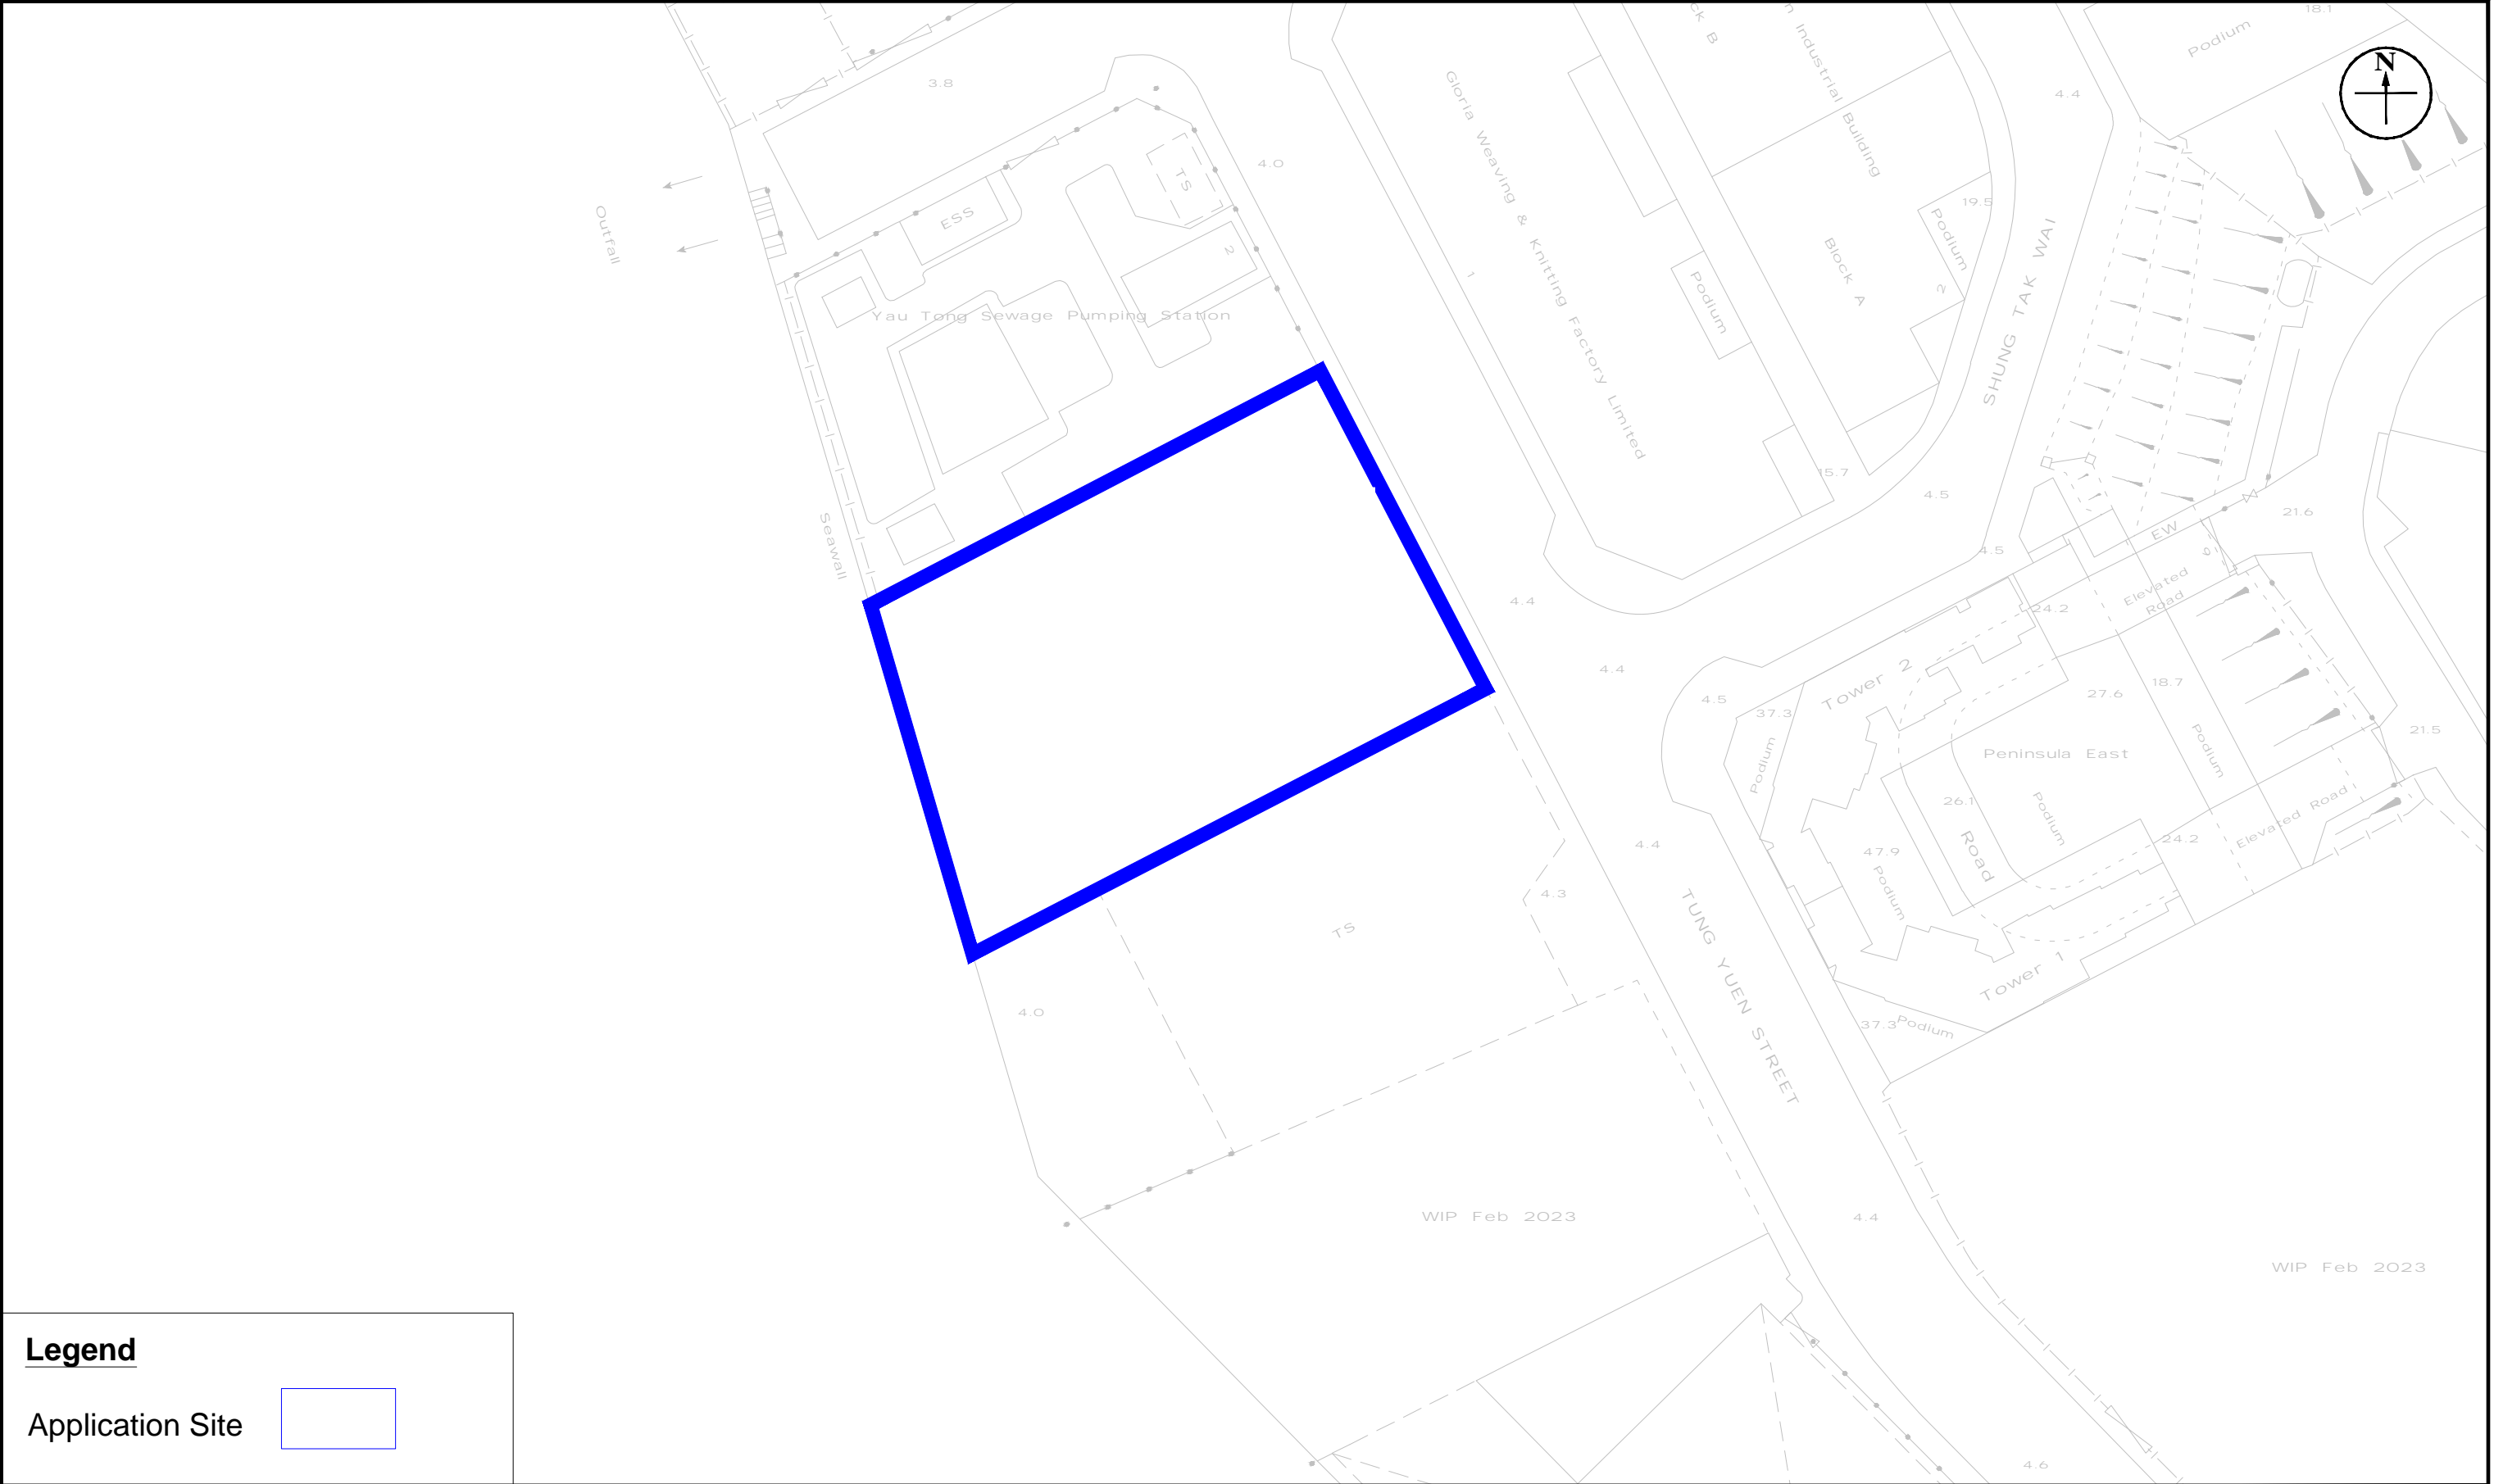 18.1
Podium
ck B
n Industrial Building
N
3.8
4.4
4.0
TS
Gloria Weaving & Knitting Factory Limited
19.5
Podium
Outfall
ESS
2
SHUNG TAK WAI
Block A
2
1
Podium
Yau Tong Sewage Pumping Station
15.7
4.5
21.6
Seawall
EW
4.5
Elevated
Road
4.4
24.2
4.4
Tower 2
18.7
27.6
4.5
37.3
21.5
Podium
Peninsula East
Podium
26.1
Podium
Elevated Road
4.4
47.9
Road
24.2
4.3
Podium
TS
TUNG YUEN STREET
Tower 1
4.0
37.3
Podium
WIP Feb 2023
4.4
WIP Feb 2023
Legend
Application Site
4.6